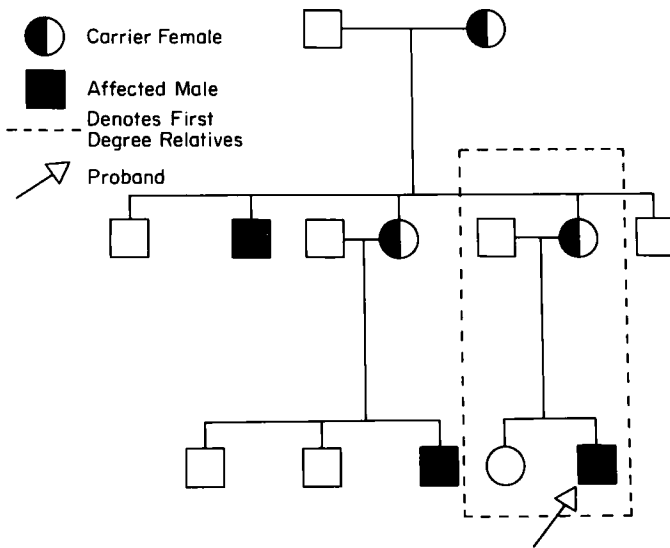 Carrier Female
Affected Male
Denotes First
Degree Relatives
Proband